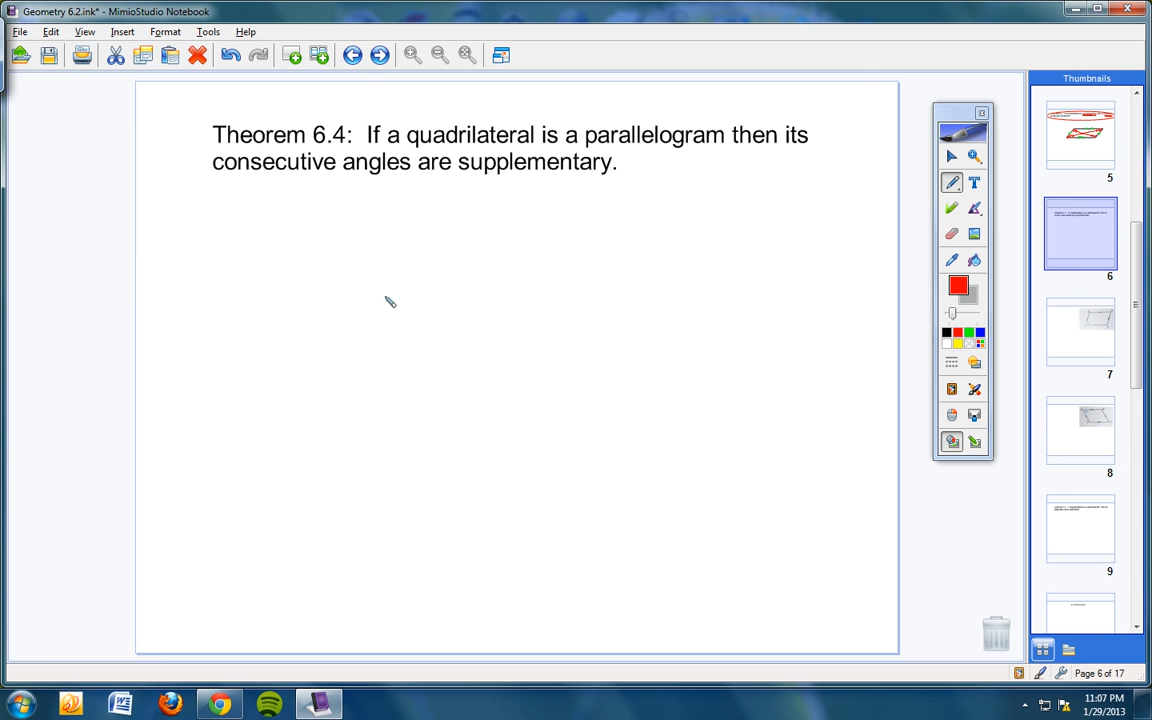 Geometry 6.2.ink* - MimioStudio Notebook
File Edit View Insert Format Tools Help
Thumbnails
Theorem 6.4: If a quadrilateral is a parallelogram then its
consecutive angles are supplementary.
T
5
6
7
8
9
Page 6 of 17
11:07 PM
1/29/2013